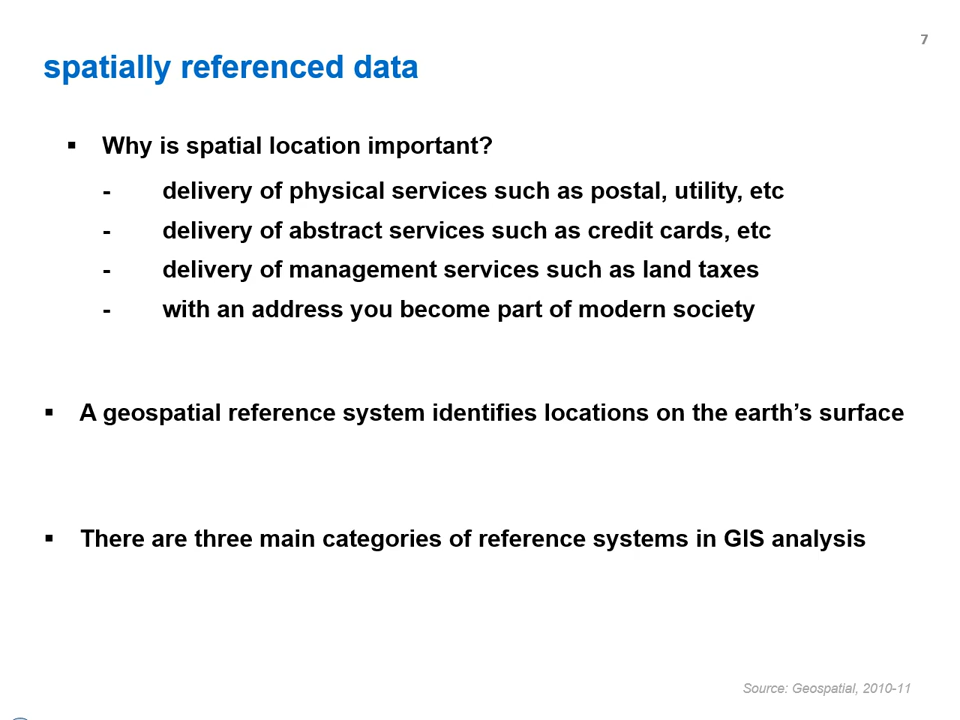 7
spatially referenced data
▪ Why is spatial location important?
- delivery of physical services such as postal, utility, etc
- delivery of abstract services such as credit cards, etc
- delivery of management services such as land taxes
- with an address you become part of modern society
▪ A geospatial reference system identifies locations on the earth’s surface
▪ There are three main categories of reference systems in GIS analysis
Source: Geospatial, 2010-11